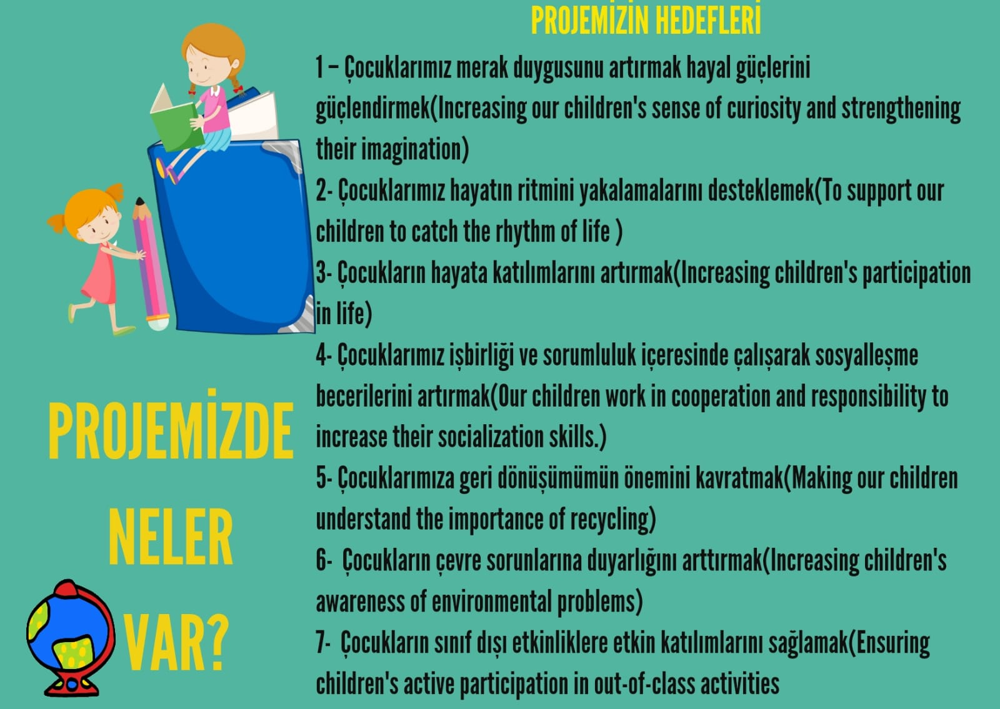 PROJEMİZİN HEDEFLERİ
1 – Çocuklarımız merak duygusunu artırmak hayal güçlerini
güçlendirmek(Increasing our children's sense of curiosity and strengthening
their imagination)
2- Çocuklarımız hayatın ritmini yakalamalarını desteklemek(To support our
children to catch the rhythm of life )
3- Çocukların hayata katılımlarını artırmak(Increasing children's participation
in life)
4- Çocuklarımız işbirliği ve sorumluluk içeresinde çalışarak sosyalleşme
becerilerini artırmak(Our children work in cooperation and responsibility to
increase their socialization skills.)
5- Çocuklarımıza geri dönüşümümün önemini kavratmak(Making our children
understand the importance of recycling)
6-  Çocukların çevre sorunlarına duyarlığını arttırmak(Increasing children's
awareness of environmental problems)
7-  Çocukların sınıf dışı etkinliklere etkin katılımlarını sağlamak(Ensuring
children's active participation in out-of-class activities
PROJEMİZDE
NELER
VAR?